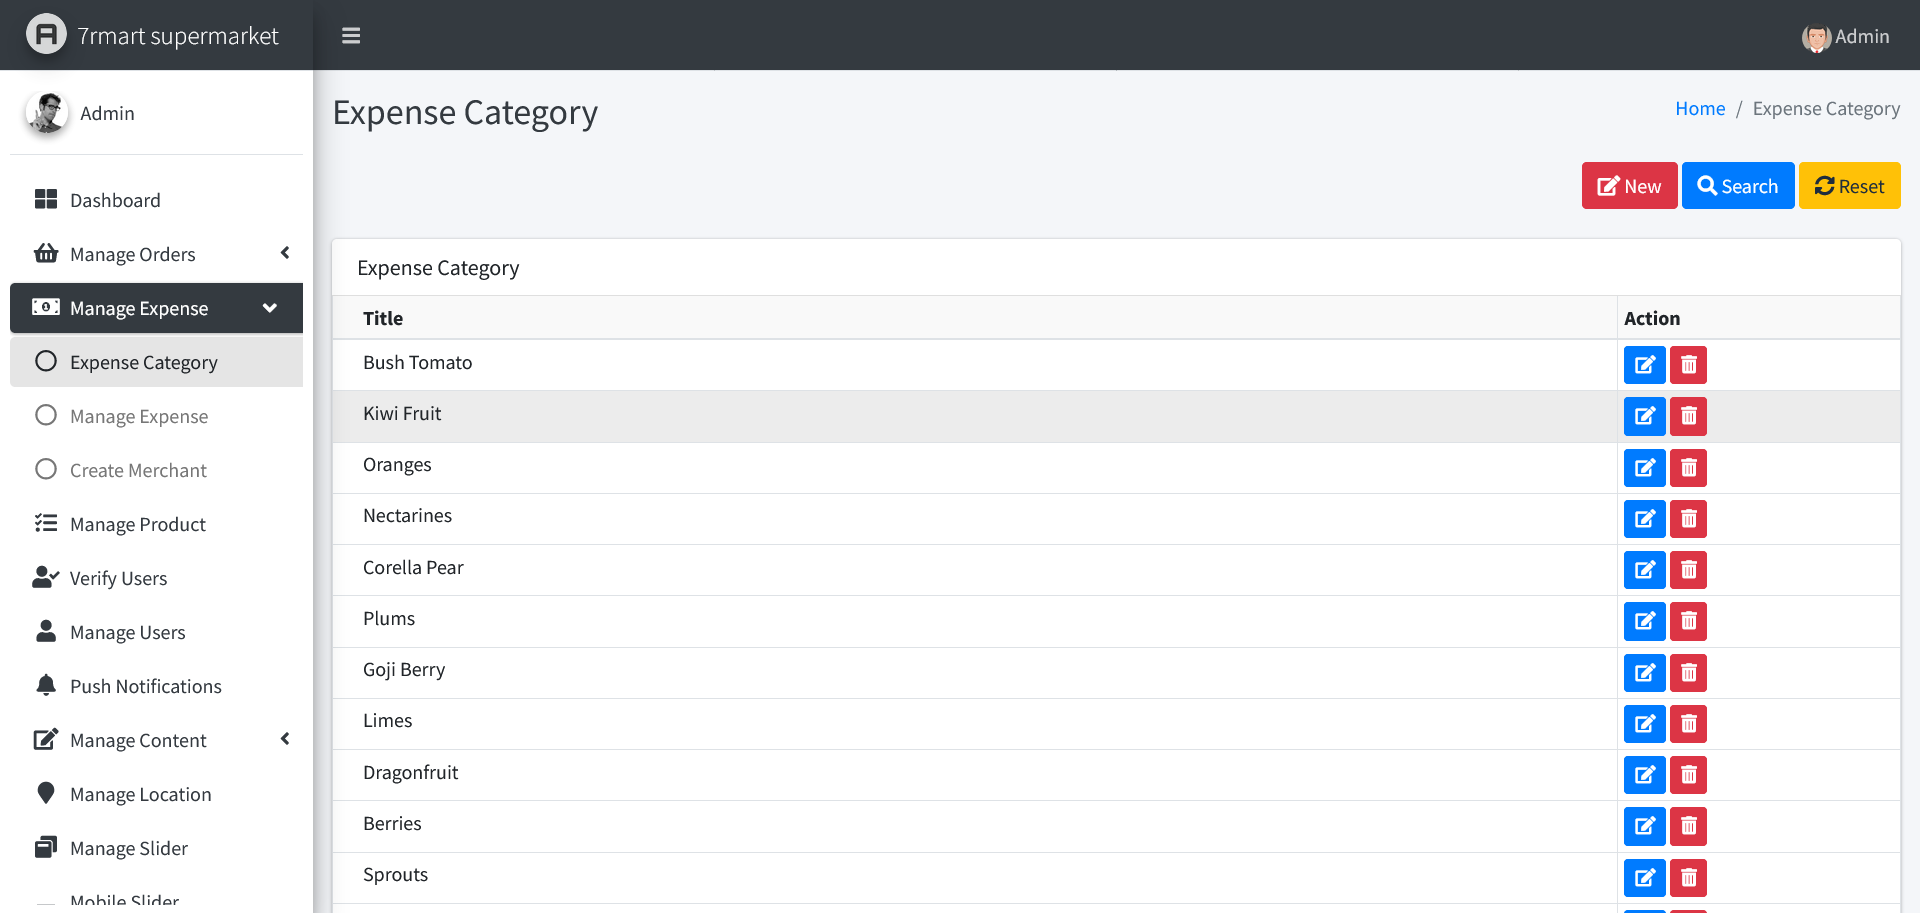 7rmart supermarket
Admin
Admin
Expense Category
Home / Expense Category
Dashboard
Manage Orders
Manage Expense
Expense Category
Manage Expense
Create Merchant
Manage Product
Verify Users
Manage Users
Push Notifications
Manage Content
Manage Location
Manage Slider
Mobile Slider
New
Search
Reset
Expense Category
Title Action
Bush Tomato
Kiwi Fruit
Oranges
Nectarines
Corella Pear
Plums
Goji Berry
Limes
Dragonfruit
Berries
Sprouts